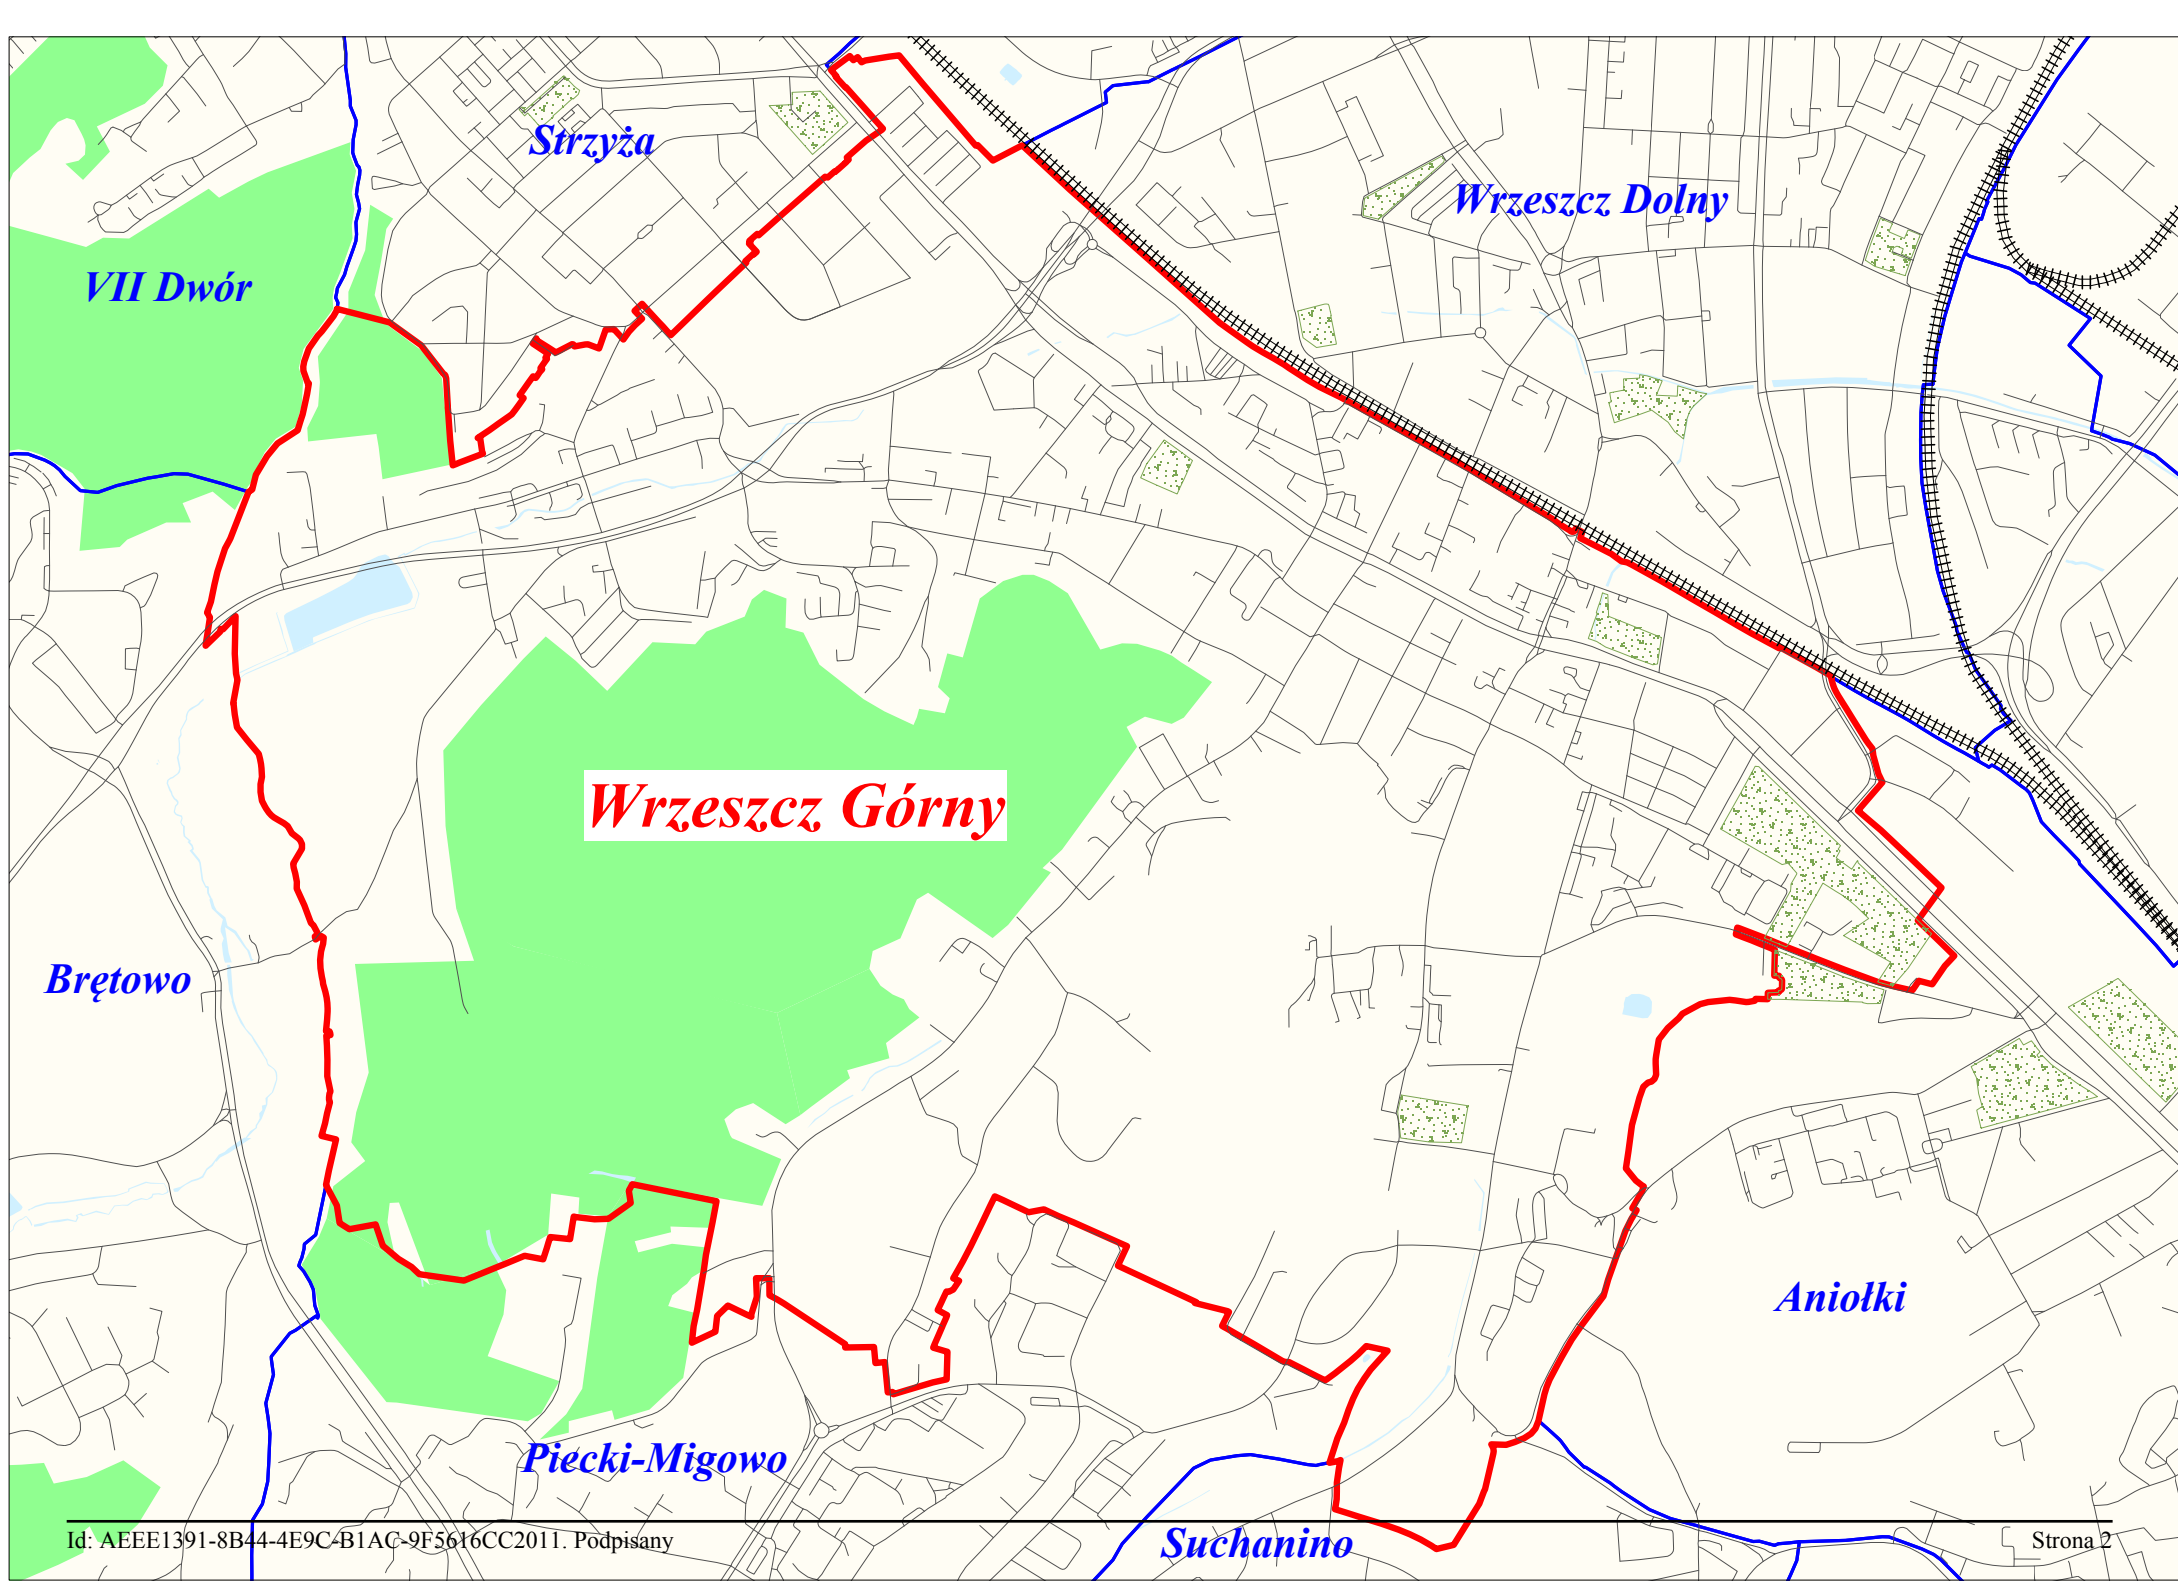 Strzyża
Wrzeszcz Dolny
VII Dwór
Wrzeszcz Górny
Brętowo
Aniołki
Piecki-Migowo
Suchanino
Id: AEEE1391-8B44-4E9C-B1AC-9F5616CC2011. Podpisany
Strona 2